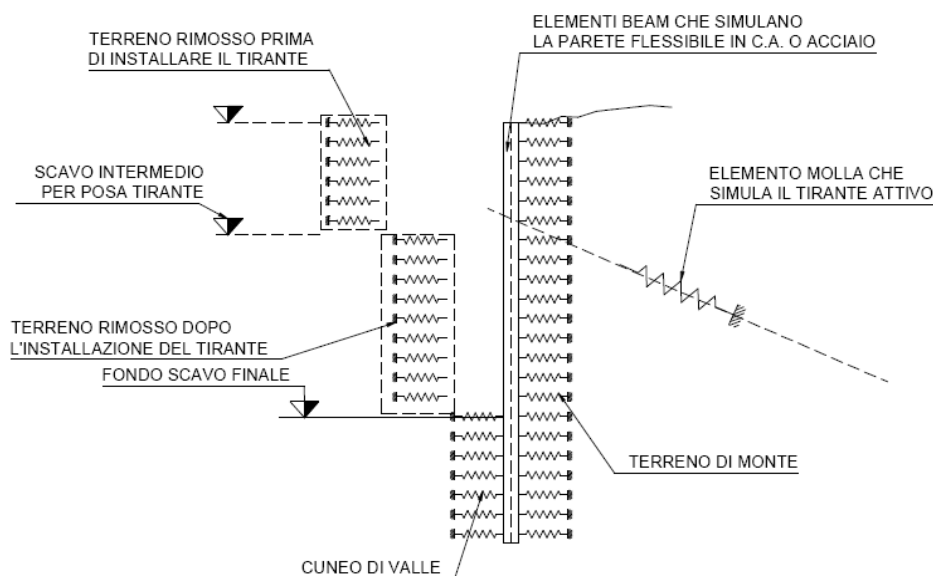 TERRENO RIMOSSO PRIMA
DI INSTALLARE IL TIRANTE
ELEMENTI BEAM CHE SIMULANO
LA PARETE FLESSIBILE IN C.A. O ACCIAIO
SCAVO INTERMEDIO
PER POSA TIRANTE
ELEMENTO MOLLA CHE
SIMULA IL TIRANTE ATTIVO
TERRENO RIMOSSO DOPO
L'INSTALLAZIONE DEL TIRANTE
FONDO SCAVO FINALE
TERRENO DI MONTE
CUNEO DI VALLE